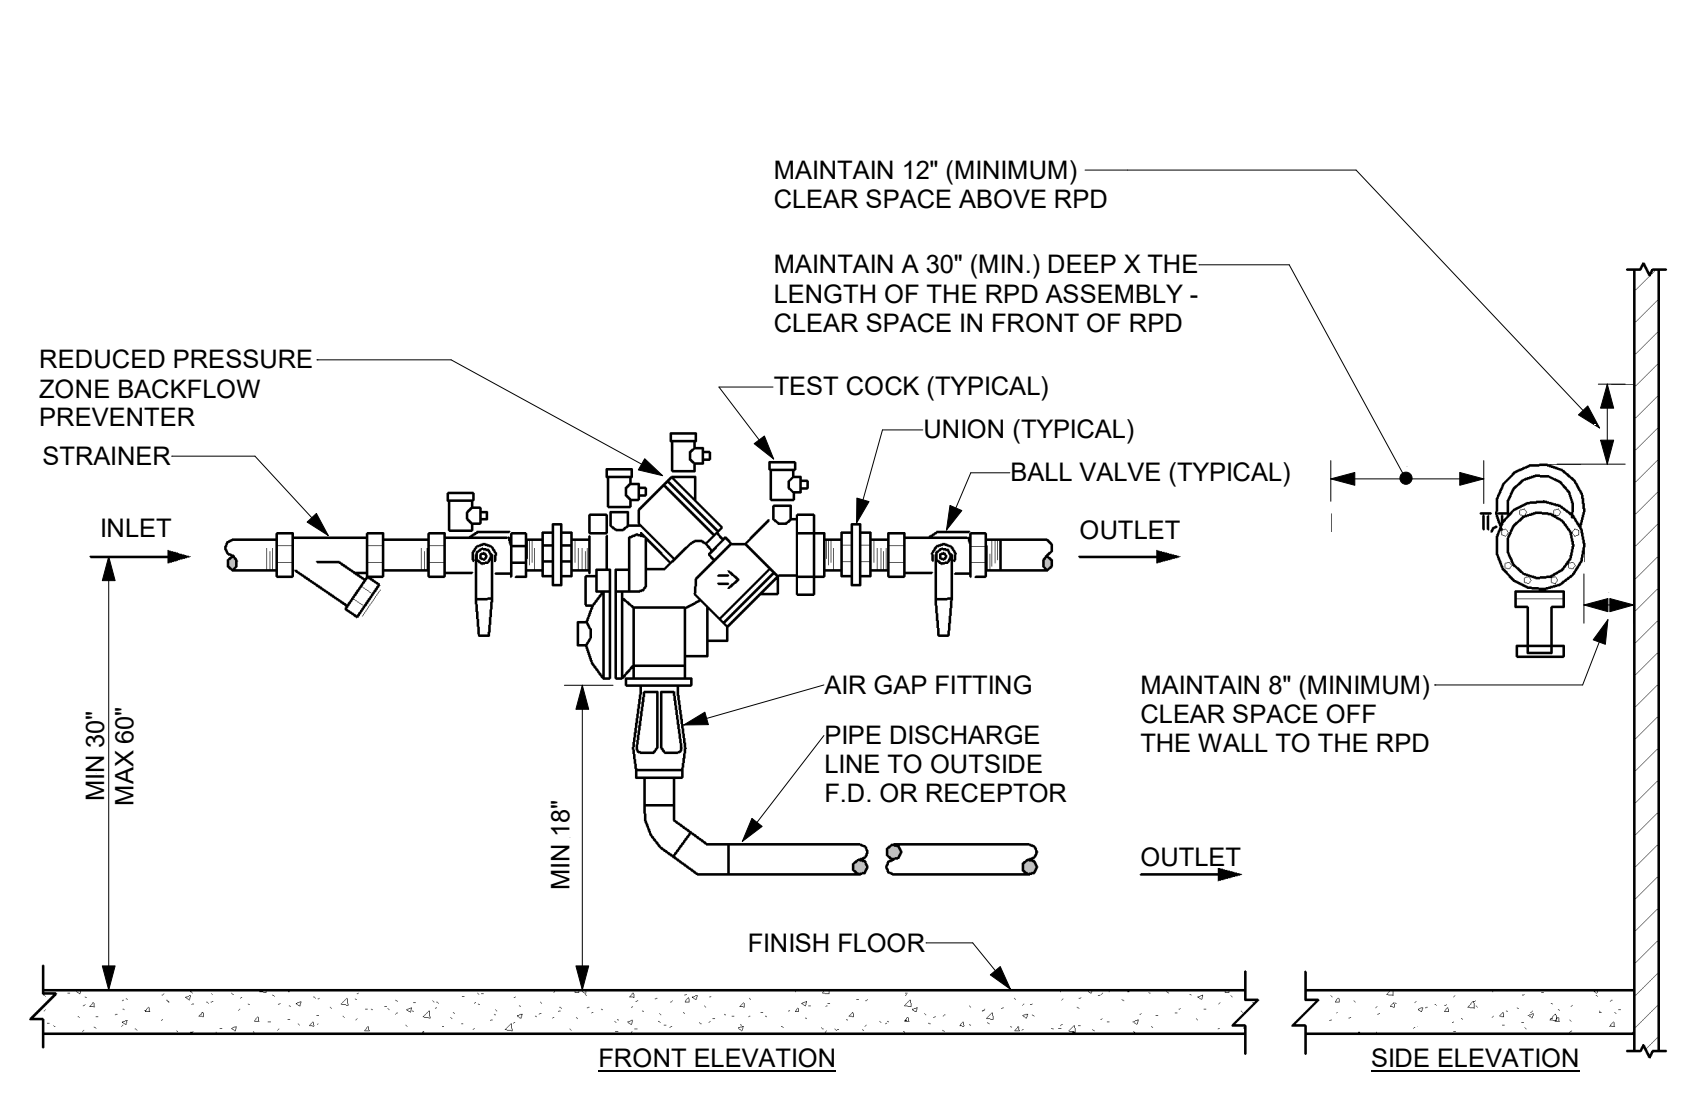 MAINTAIN 12" (MINIMUM)
CLEAR SPACE ABOVE RPD
MAINTAIN A 30" (MIN.) DEEP X THE
LENGTH OF THE RPD ASSEMBLY -
CLEAR SPACE IN FRONT OF RPD
REDUCED PRESSURE
ZONE BACKFLOW
PREVENTER
TEST COCK (TYPICAL)
UNION (TYPICAL)
STRAINER
BALL VALVE (TYPICAL)
INLET
OUTLET
AIR GAP FITTING
MAINTAIN 8" (MINIMUM)
CLEAR SPACE OFF
THE WALL TO THE RPD
PIPE DISCHARGE
LINE TO OUTSIDE
F.D. OR RECEPTOR
MIN 30"
MAX 60"
MIN 18"
OUTLET
FINISH FLOOR
FRONT ELEVATION
SIDE ELEVATION